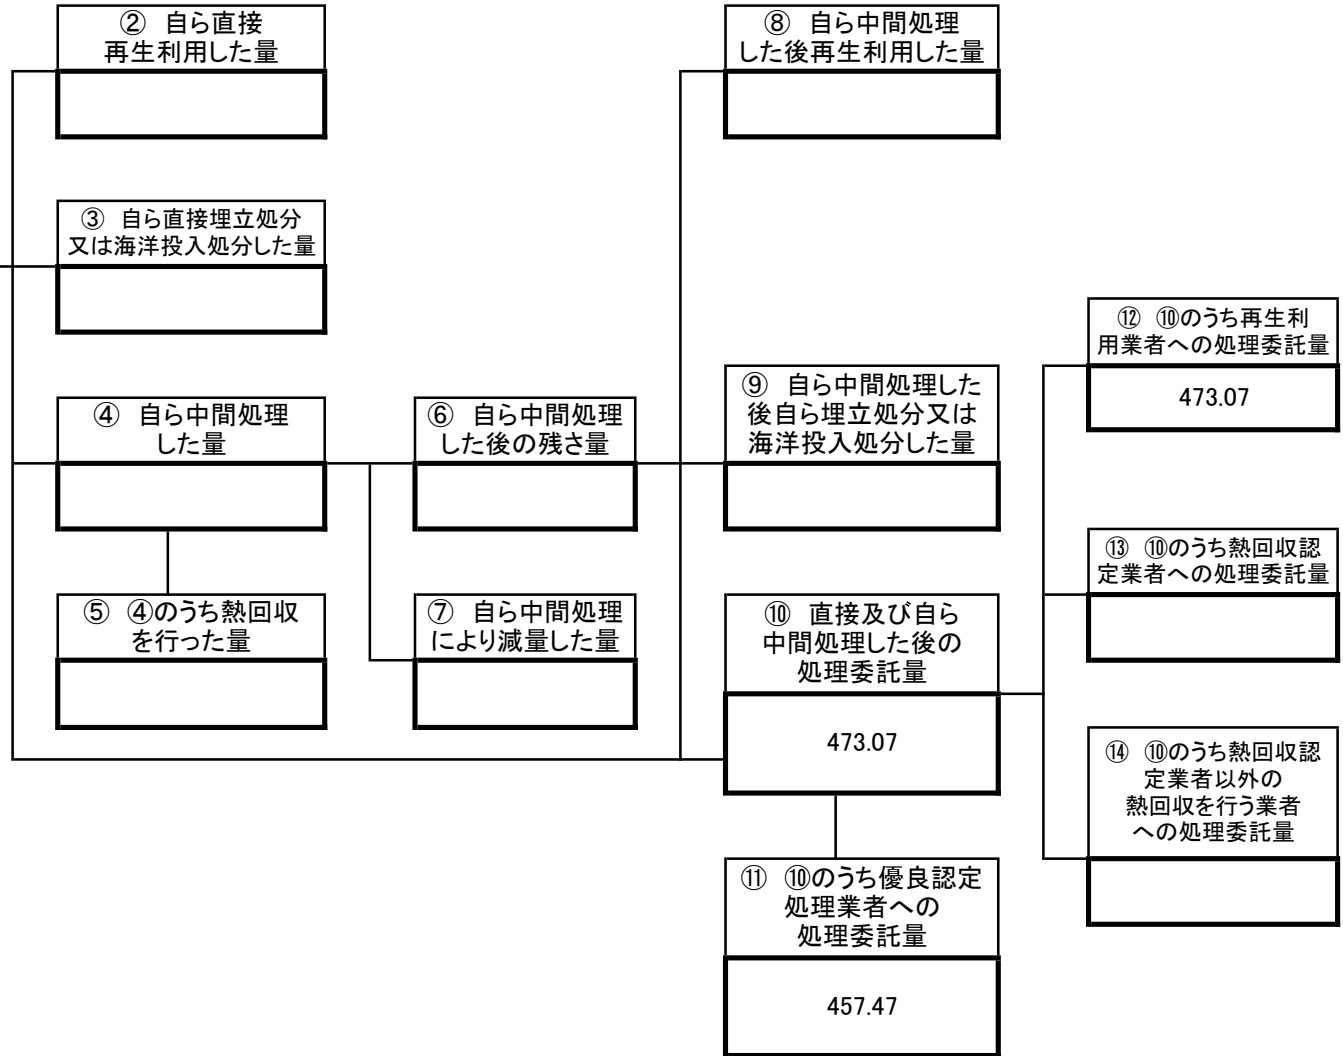 ② 自ら直接
再生利用した量
③ 自ら直接埋立処分
又は海洋投入処分した量
④ 自ら中間処理
した量
⑤ ④のうち熱回収
を行った量
⑥ 自ら中間処理
した後の残さ量
⑦ 自ら中間処理
により減量した量
⑧ 自ら中間処理
した後再生利用した量
⑨ 自ら中間処理した
後自ら埋立処分又は
海洋投入処分した量
⑩ 直接及び自ら
中間処理した後の
処理委託量
473.07
⑪ ⑩のうち優良認定
処理業者への
処理委託量
457.47
⑫ ⑩のうち再生利
用業者への処理委託量
473.07
⑬ ⑩のうち熱回収認
定業者への処理委託量
⑭ ⑩のうち熱回収認
定業者以外の
熱回収を行う業者
への処理委託量